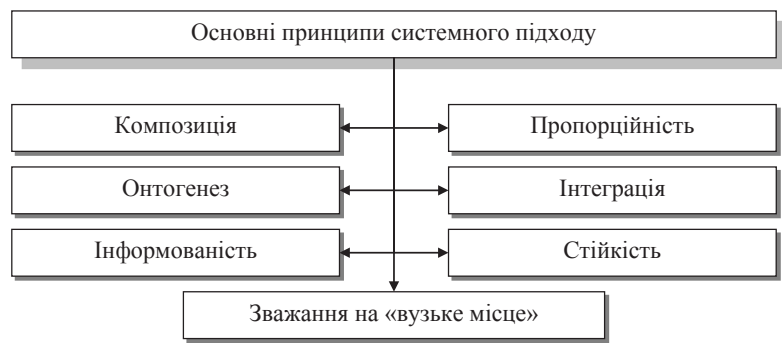 Основні принципи системного підходу
Композиція
Пропорційність
Онтогенез
Інтеграція
Інформованість
Стійкість
Зважання на «вузьке місце»